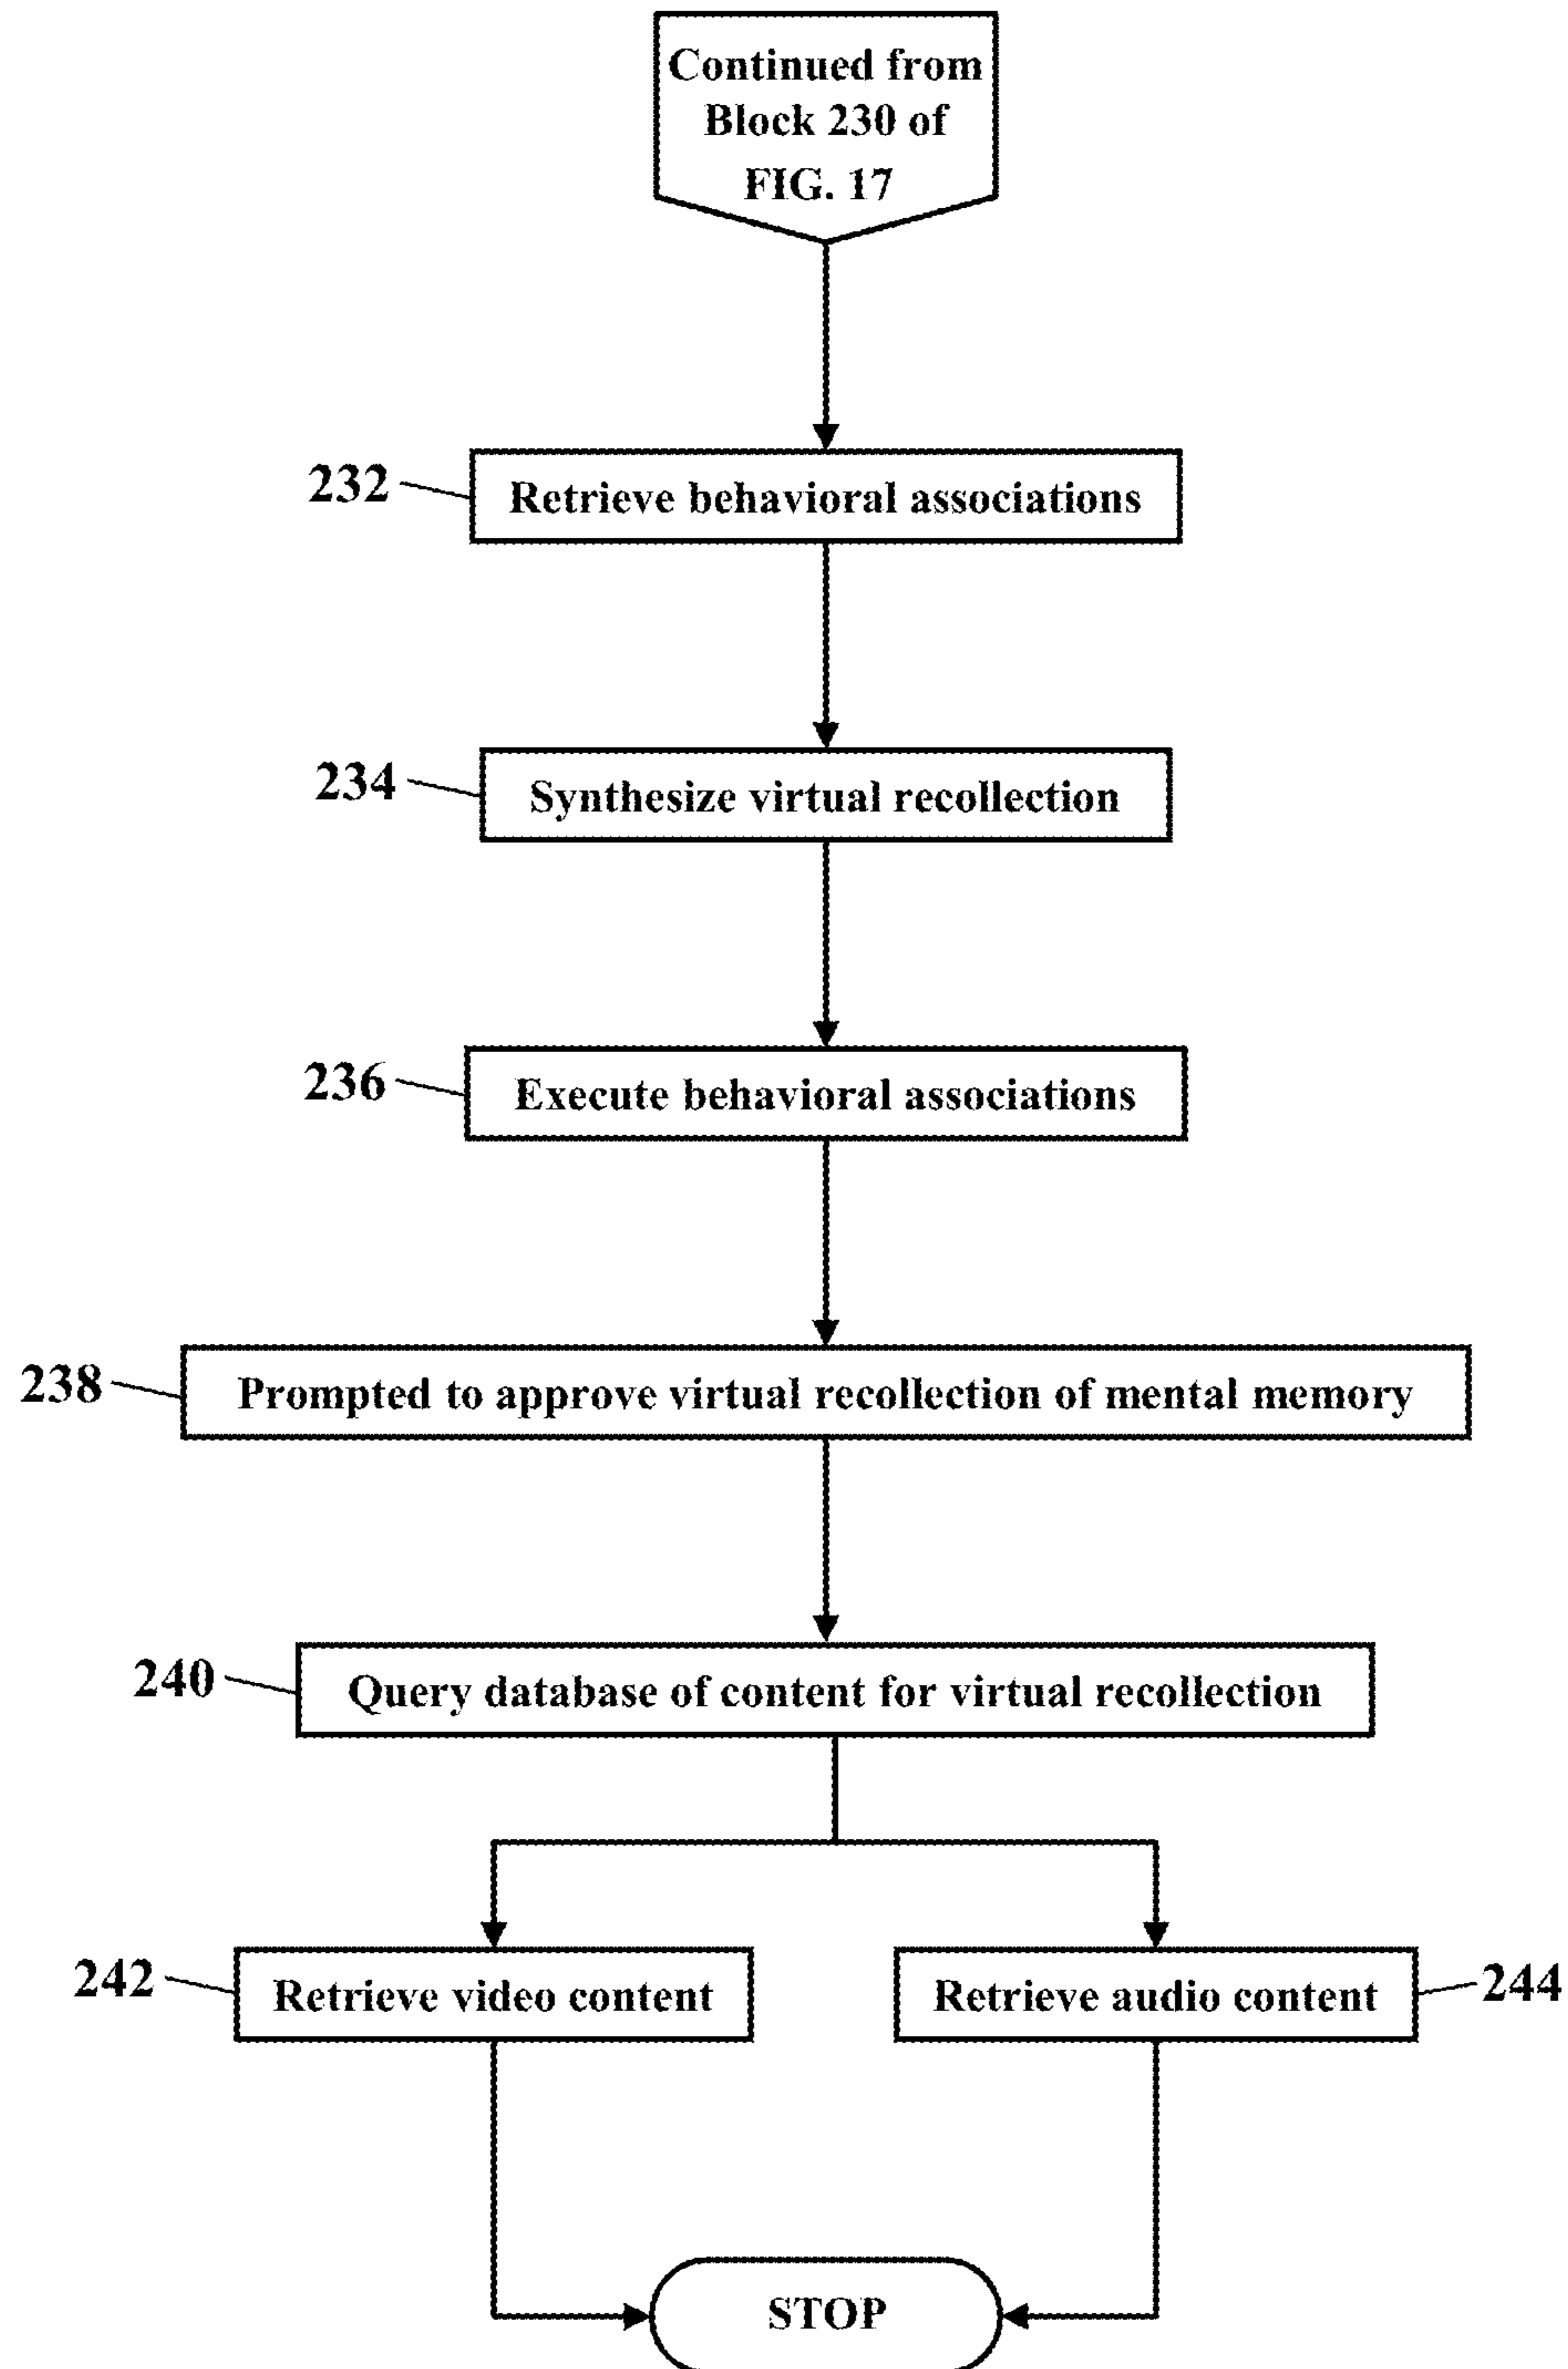 Continued from
Block 230 of
FIG. 17
232
Retrieve behavioral associations
234
Synthesize virtual recollection
236
Execute behavioral associations
238
Prompted to approve virtual recollection of mental memory
240
Query database of content for virtual recollection
242
Retrieve video content
Retrieve audio content
244
STOP